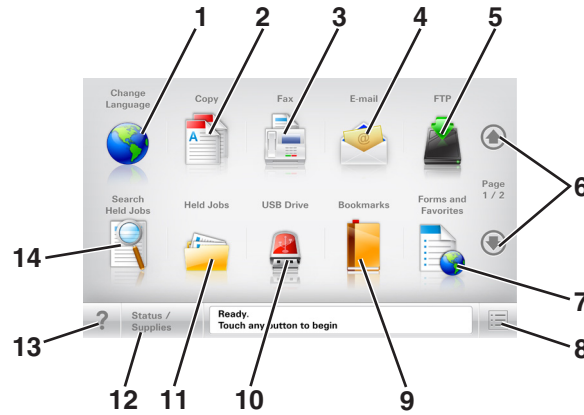 1 2 3 4 5
Change
Language
Copy
Fax
E-mail
FTP
A
@
6
Page
1 / 2
Search
Held Jobs
Held Jobs
USB Drive
Bookmarks
Forms and
Favorites
14
7
?
Status /
Supplies
Ready.
Touch any button to begin
13 12 11 10 9 8